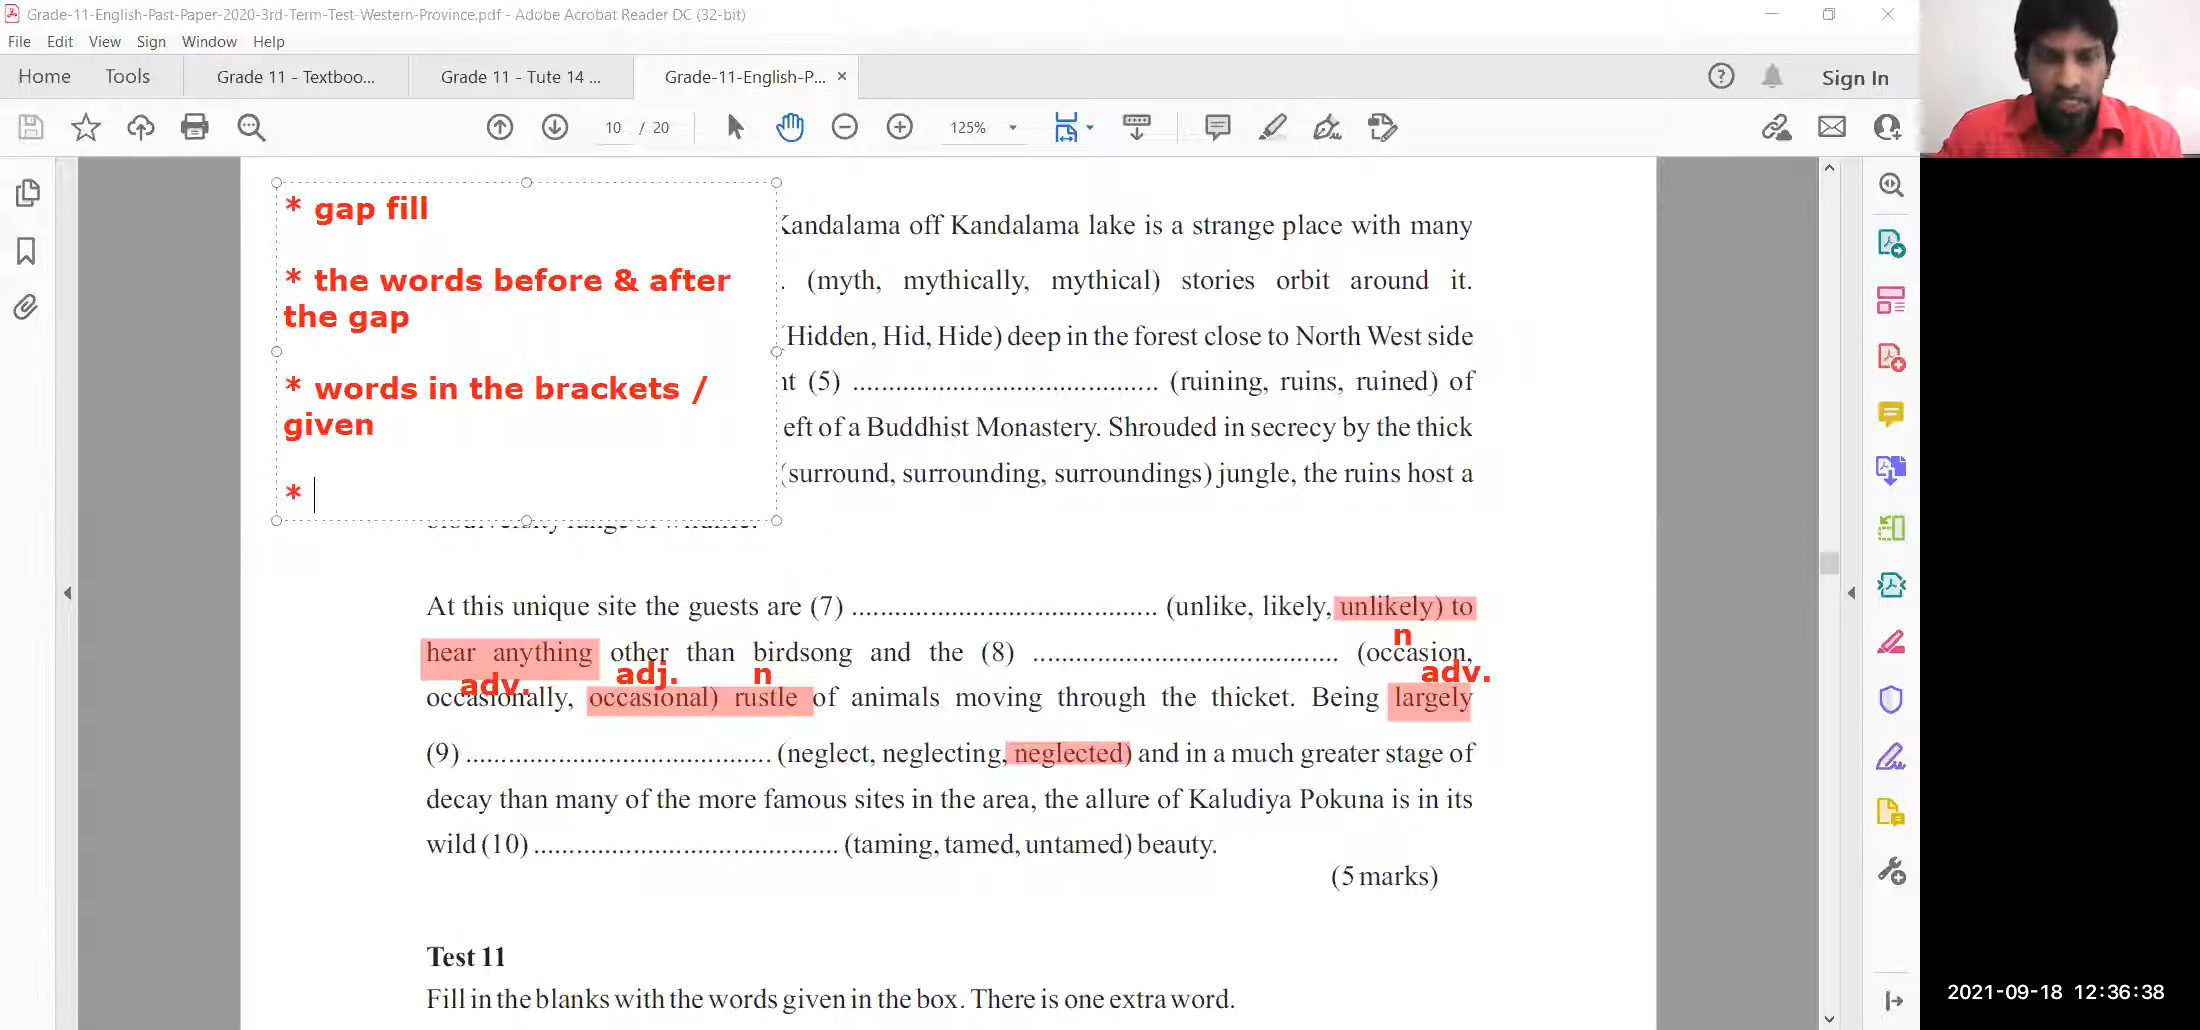 Grade-11-English-Past-Paper-2020-3rd-Term-Test-Western-Province.pdf - Adobe Acrobat Reader DC (32-bit)
File Edit View Sign Window Help
Home Tools Grade 11 - Textboo... Grade 11 - Tute 14 ... Grade-11-English-P... × Sign In
10 / 20 125%
* gap fill
* the words before & after
the gap
* words in the brackets /
given
*
Kandalama off Kandalama lake is a strange place with many
. (myth, mythically, mythical) stories orbit around it.
(Hidden, Hid, Hide) deep in the forest close to North West side
(5) ........................................... (ruining, ruins, ruined) of
eft of a Buddhist Monastery. Shrouded in secrecy by the thick
(surround, surrounding, surroundings) jungle, the ruins host a
At this unique site the guests are (7) ........................................... (unlike, likely, unlikely) to
n
hear anything other than birdsong and the (8) ........................................... (occasion,
adv. adj. n adv.
occasionally, occasional) rustle of animals moving through the thicket. Being largely
(9) ........................................... (neglect, neglecting, neglected) and in a much greater stage of
decay than many of the more famous sites in the area, the allure of Kaludiya Pokuna is in its
wild (10) ........................................... (taming, tamed, untamed) beauty.
(5 marks)
Test 11
Fill in the blanks with the words given in the box. There is one extra word.
2021-09-18 12:36:38